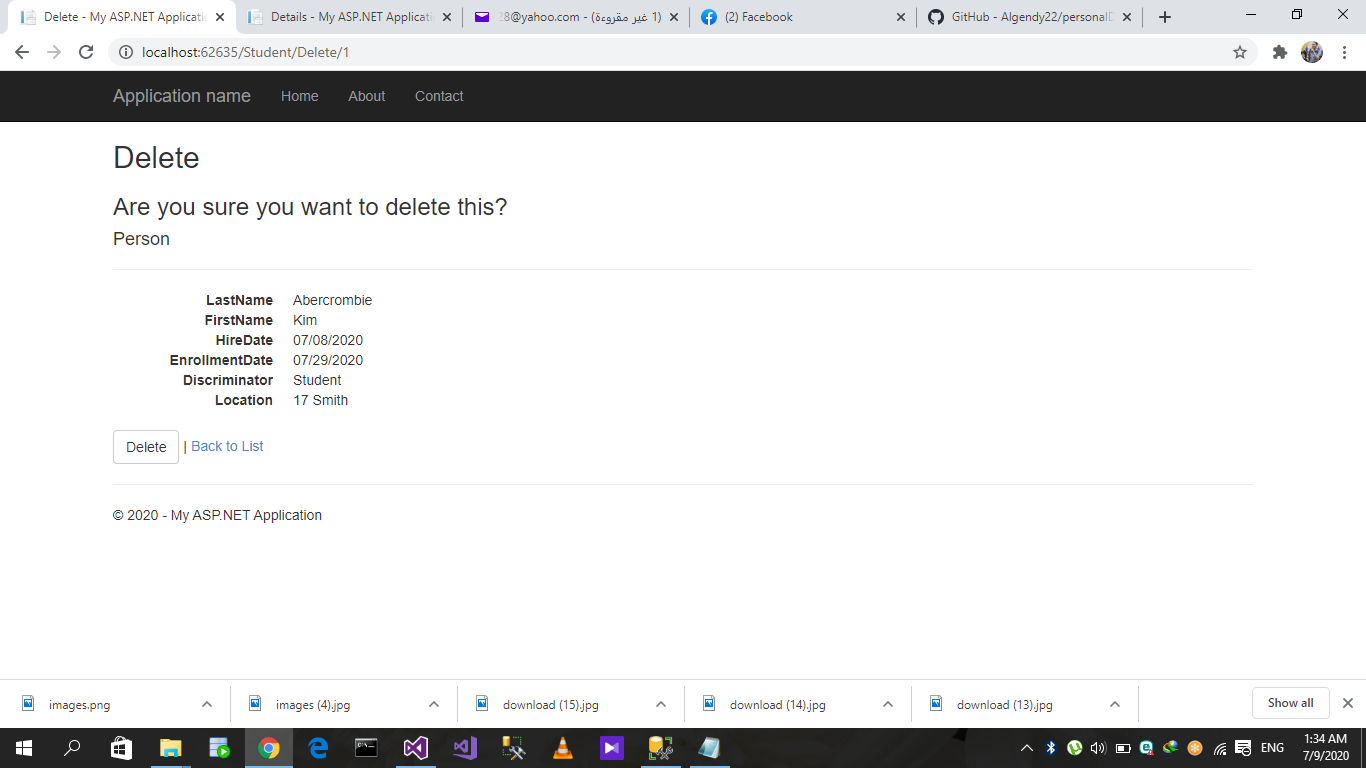 Delete - My ASP.NET Applicati
Details - My ASP.NET Applicati
28@yahoo.com - (1 غير مقروءة)
(2) Facebook
GitHub - Algendy22/personalD
localhost:62635/Student/Delete/1
Application name
Home
About
Contact
Delete
Are you sure you want to delete this?
Person
LastName Abercrombie
FirstName Kim
HireDate 07/08/2020
EnrollmentDate 07/29/2020
Discriminator Student
Location 17 Smith
Delete | Back to List
© 2020 - My ASP.NET Application
images.png
images (4).jpg
download (15).jpg
download (14).jpg
download (13).jpg
Show all
ENG
1:34 AM
7/9/2020